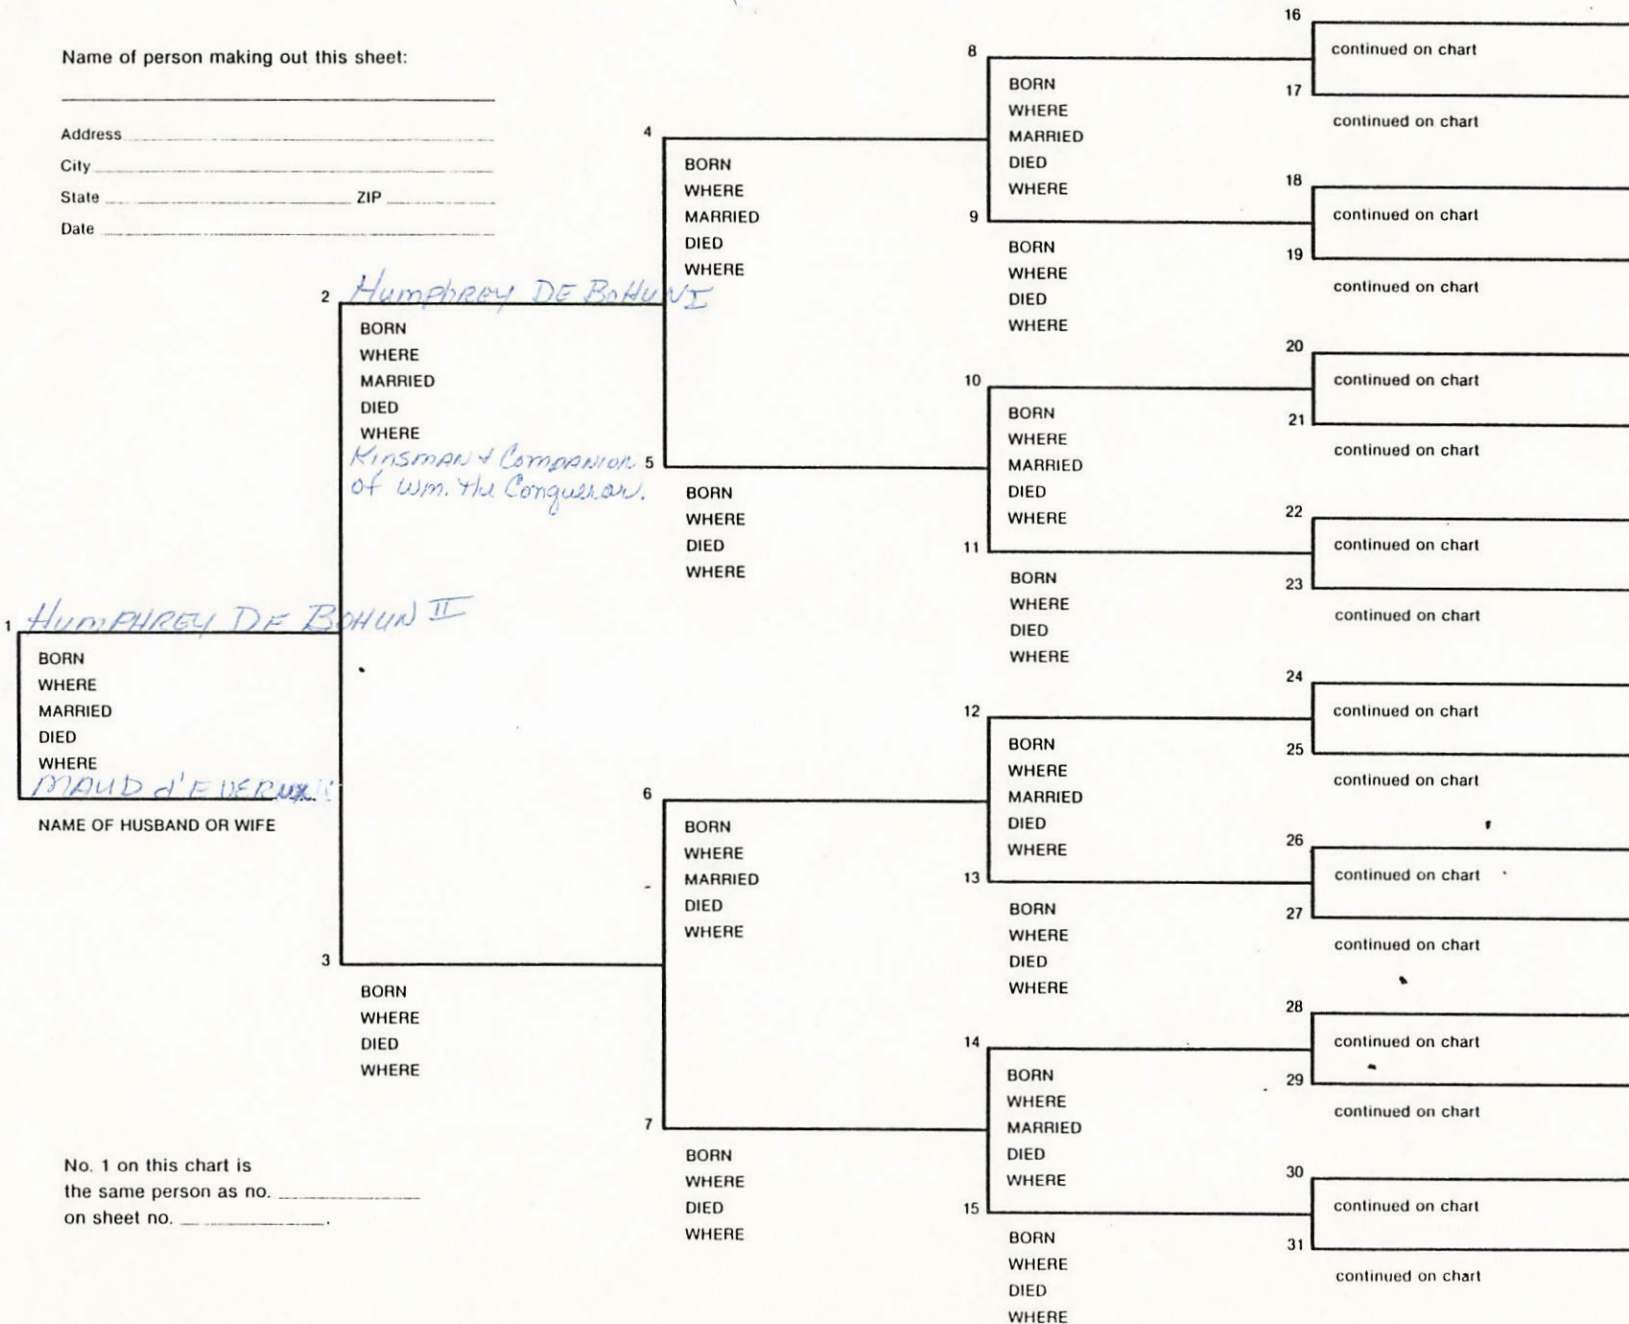 Name of person making out this sheet:
Address
City
State ZIP
Date
1 HUMPHREY DE BOHUN II
BORN
WHERE
MARRIED
DIED
WHERE
MAUD d'EVERUX
NAME OF HUSBAND OR WIFE
No. 1 on this chart is
the same person as no.
on sheet no. .
2 HUMPHREY DE BOHUN I
BORN
WHERE
MARRIED
DIED
WHERE
KINSMAN & COMPANION
of Wm. the Conqueror.
3
BORN
WHERE
DIED
WHERE
4
BORN
WHERE
MARRIED
DIED
WHERE
5
BORN
WHERE
DIED
WHERE
6
BORN
WHERE
MARRIED
DIED
WHERE
7
BORN
WHERE
DIED
WHERE
8
BORN
WHERE
MARRIED
DIED
WHERE
9
BORN
WHERE
DIED
WHERE
10
BORN
WHERE
MARRIED
DIED
WHERE
11
BORN
WHERE
DIED
WHERE
12
BORN
WHERE
MARRIED
DIED
WHERE
13
BORN
WHERE
DIED
WHERE
14
BORN
WHERE
MARRIED
DIED
WHERE
15
BORN
WHERE
DIED
WHERE
16
continued on chart
17
continued on chart
18
continued on chart
19
continued on chart
20
continued on chart
21
continued on chart
22
continued on chart
23
continued on chart
24
continued on chart
25
continued on chart
26
continued on chart
27
continued on chart
28
continued on chart
29
continued on chart
30
continued on chart
31
continued on chart